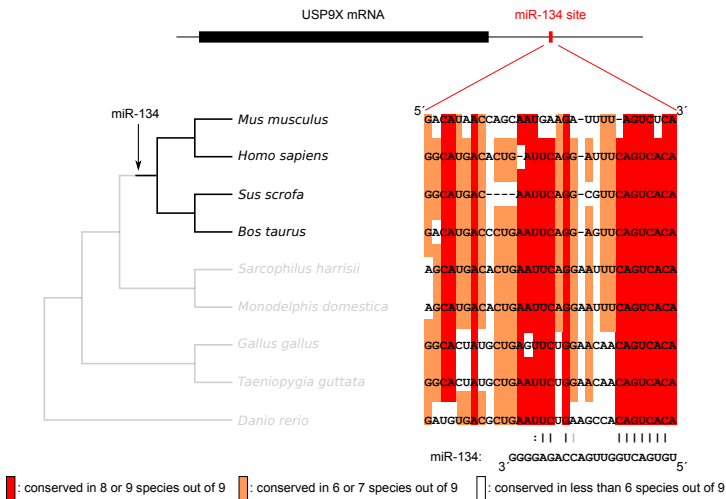 USP9X mRNA
miR-134 site
miR-134
5´ 3´
Mus musculus GACAUAACCAGCAAUGAAGA-UUUU-AGUCUCA
Homo sapiens GGCAUGACACUG-AUUCAGG-AUUUCAGUCACA
Sus scrofa GGCAUGAC----AAUUCAGG-CGUUCAGUCACA
Bos taurus GACAUGACCCUGAAUUCAGG-AGUUCAGUCACA
Sarcophilus harrisii AGCAUGACACUGAAUUCAGGAAUUUCAGUCACA
Monodelphis domestica AGCAUGACACUGAAUUCAGGAAUUUCAGUCACA
Gallus gallus GGCACUAUGCUGAGUUCUGGAACAACAGUCACA
Taeniopygia guttata GGCACUAUGCUGAAUUCUGGAACAACAGUCACA
Danio rerio GAUGUGACGCUGAAUUCUGAAGCCACAGUCACA
miR-134: GGGGAGACCAGUUGGUCAGUGU
3´ 5´
: conserved in 8 or 9 species out of 9 : conserved in 6 or 7 species out of 9 : conserved in less than 6 species out of 9